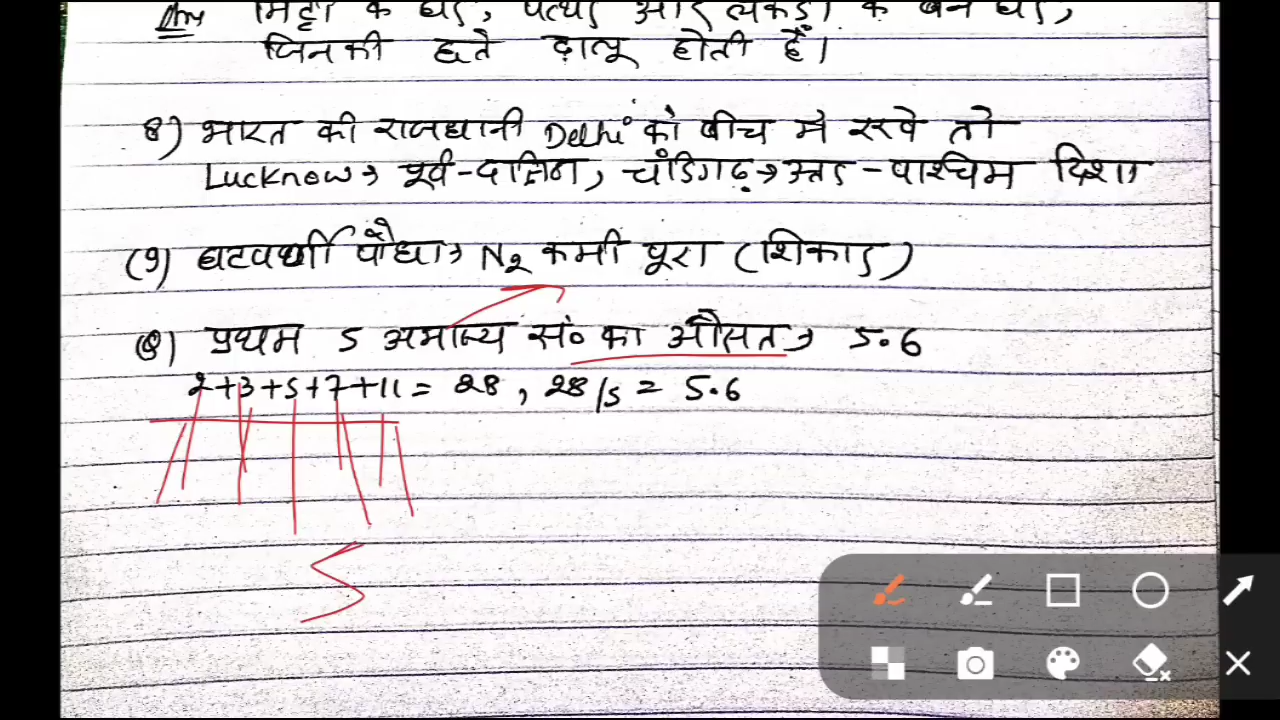 Ans मिट्टी के घर, पत्थर और लकड़ी के बने घर,
जिनकी छते ढ़ालू होती हैं।
8) भारत की राजधानी Delhi को बीच मे रखे तो
Lucknow→ पूर्व-दक्षिण, चंडिगढ़→ उत्तर-पश्चिम दिशा
(9) घटपर्णी पौधा→ N2 कमी पूरा (शिकार)
प्रथम 5 अभाज्य सं० का औसत→ 5.6
2+3+5+7+11 = 28, 28/5 = 5.6
5